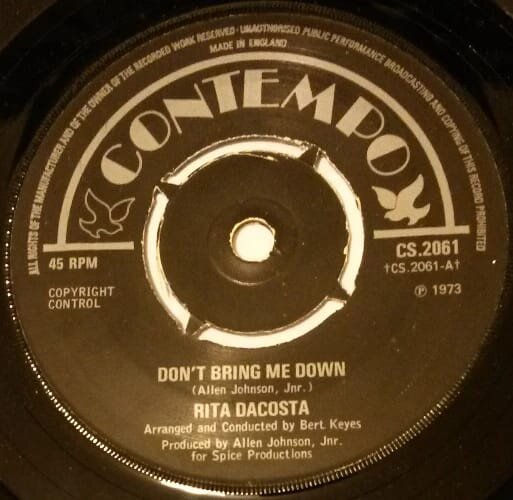 ALL RIGHTS OF THE MANUFACTURER AND OF THE OWNER OF THE RECORDED WORK RESERVED · UNAUTHORISED PUBLIC PERFORMANCE BROADCASTING AND COPYING OF THIS RECORD PROHIBITED
MADE IN ENGLAND
CONTEMPO
45 RPM
CS.2061
†CS.2061-A†
COPYRIGHT
CONTROL
℗ 1973
DON'T BRING ME DOWN
(Allen Johnson, Jnr.)
RITA DACOSTA
Arranged and Conducted by Bert Keyes
Produced by Allen Johnson, Jnr.
for Spice Productions